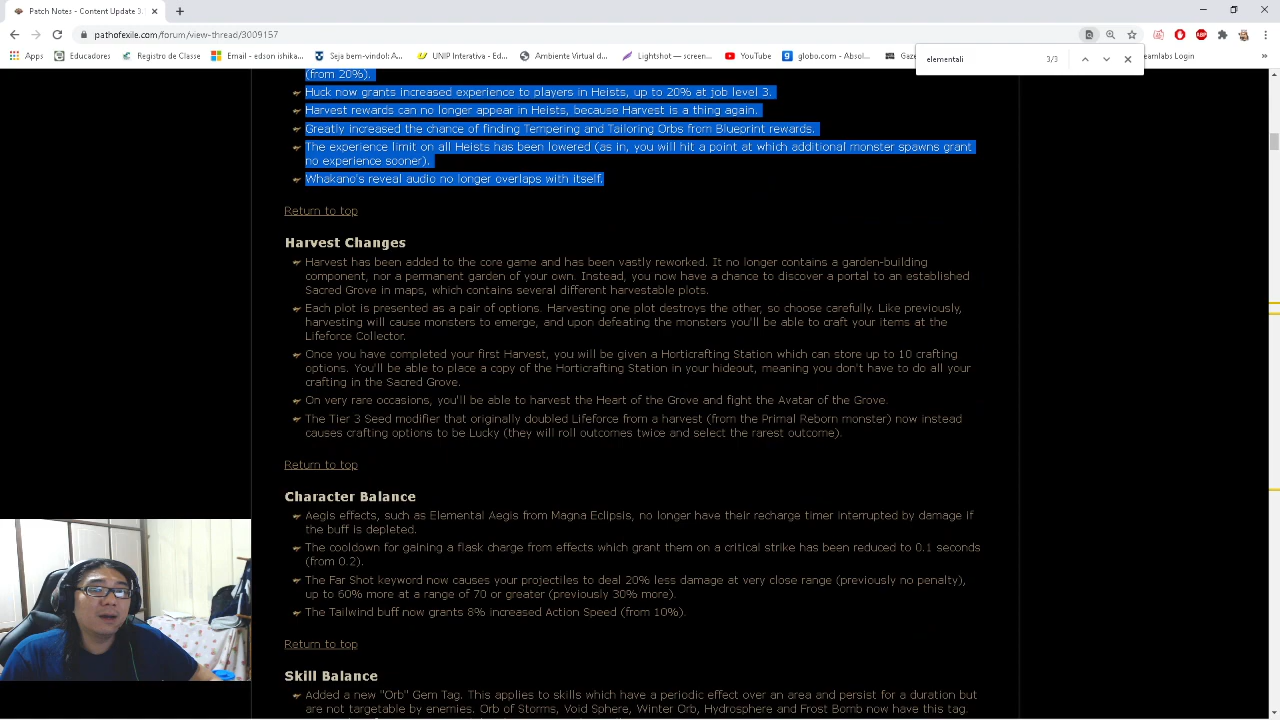 Patch Notes - Content Update 3.
pathofexile.com/forum/view-thread/3009157
Apps
Educadores
Registro de Classe
Email - edson ishika...
Seja bem-vindo!: A...
UNIP Interativa - Ed...
Ambiente Virtual d...
Lightshot — screen...
YouTube
globo.com - Absol...
elementali
3/3
(from 20%).
Huck now grants increased experience to players in Heists, up to 20% at job level 3.
Harvest rewards can no longer appear in Heists, because Harvest is a thing again.
Greatly increased the chance of finding Tempering and Tailoring Orbs from Blueprint rewards.
The experience limit on all Heists has been lowered (as in, you will hit a point at which additional monster spawns grant
no experience sooner).
Whakano's reveal audio no longer overlaps with itself.
Return to top
Harvest Changes
Harvest has been added to the core game and has been vastly reworked. It no longer contains a garden-building
component, nor a permanent garden of your own. Instead, you now have a chance to discover a portal to an established
Sacred Grove in maps, which contains several different harvestable plots.
Each plot is presented as a pair of options. Harvesting one plot destroys the other, so choose carefully. Like previously,
harvesting will cause monsters to emerge, and upon defeating the monsters you'll be able to craft your items at the
Lifeforce Collector.
Once you have completed your first Harvest, you will be given a Horticrafting Station which can store up to 10 crafting
options. You'll be able to place a copy of the Horticrafting Station in your hideout, meaning you don't have to do all your
crafting in the Sacred Grove.
On very rare occasions, you'll be able to harvest the Heart of the Grove and fight the Avatar of the Grove.
The Tier 3 Seed modifier that originally doubled Lifeforce from a harvest (from the Primal Reborn monster) now instead
causes crafting options to be Lucky (they will roll outcomes twice and select the rarest outcome).
Return to top
Character Balance
Aegis effects, such as Elemental Aegis from Magna Eclipsis, no longer have their recharge timer interrupted by damage if
the buff is depleted.
The cooldown for gaining a flask charge from effects which grant them on a critical strike has been reduced to 0.1 seconds
(from 0.2).
The Far Shot keyword now causes your projectiles to deal 20% less damage at very close range (previously no penalty),
up to 60% more at a range of 70 or greater (previously 30% more).
The Tailwind buff now grants 8% increased Action Speed (from 10%).
Return to top
Skill Balance
Added a new "Orb" Gem Tag. This applies to skills which have a periodic effect over an area and persist for a duration but
are not targetable by enemies. Orb of Storms, Void Sphere, Winter Orb, Hydrosphere and Frost Bomb now have this tag.